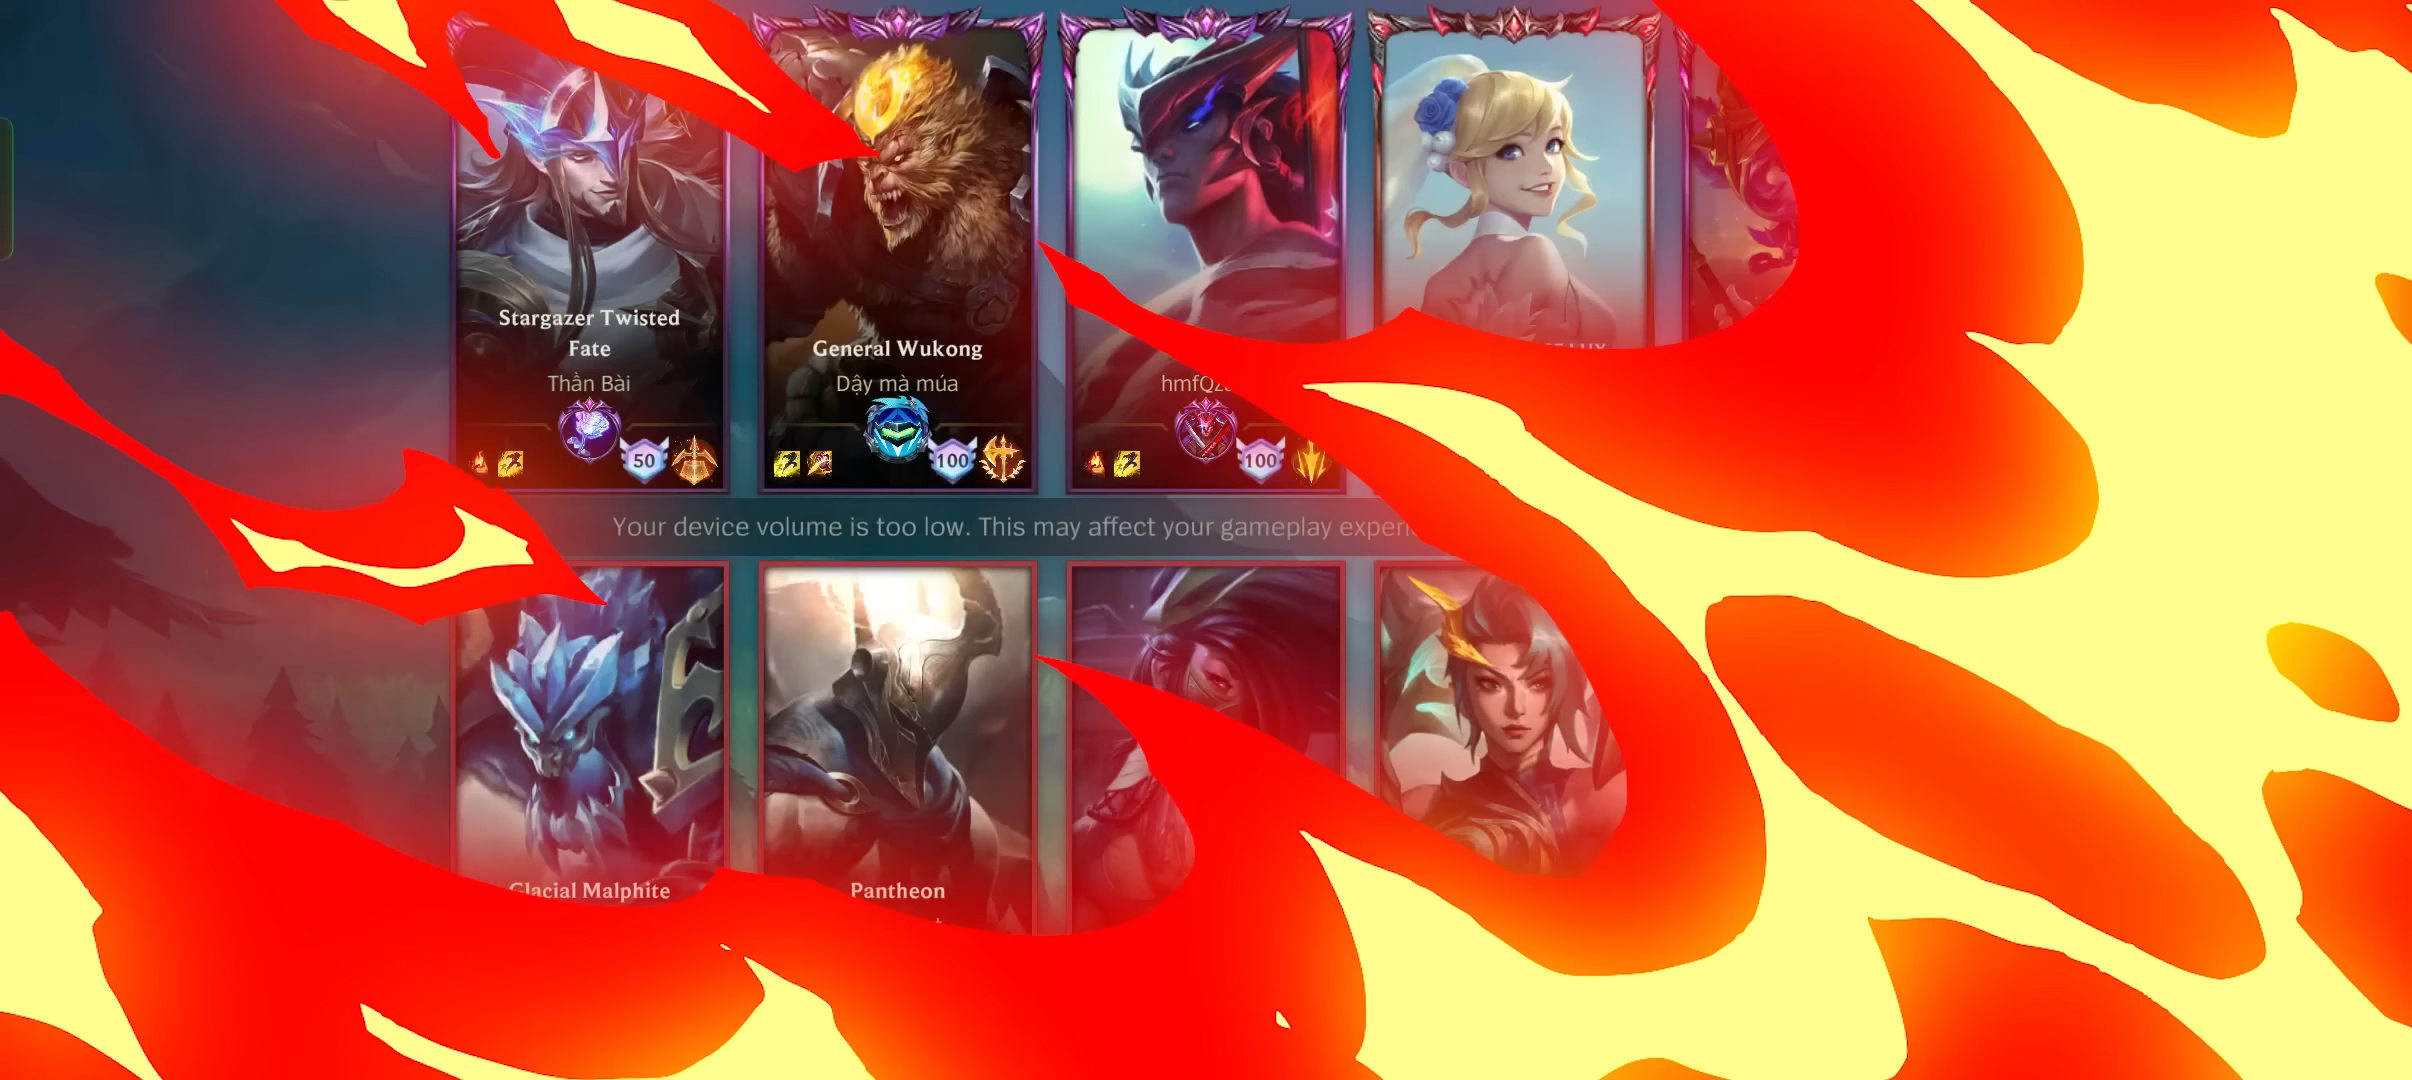 Stargazer Twisted
Fate
Thần Bài
50
General Wukong
Dậy mà múa
100
100
Your device volume is too low. This may affect your gameplay
Glacial Malphite
Pantheon